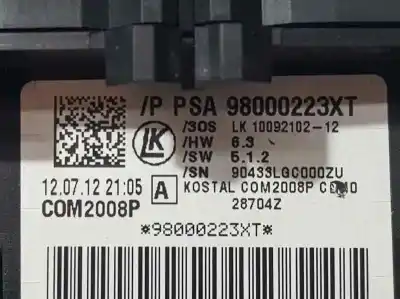 /P PSA 98000223XT
/3OS LK 10092102-12
LK
/HW 6.3
/SW 5.1.2
/SN 90433LGC000ZU
12.07.12 21:05 A KOSTAL COM2008P
COM2008P 28704Z
*98000223XT*